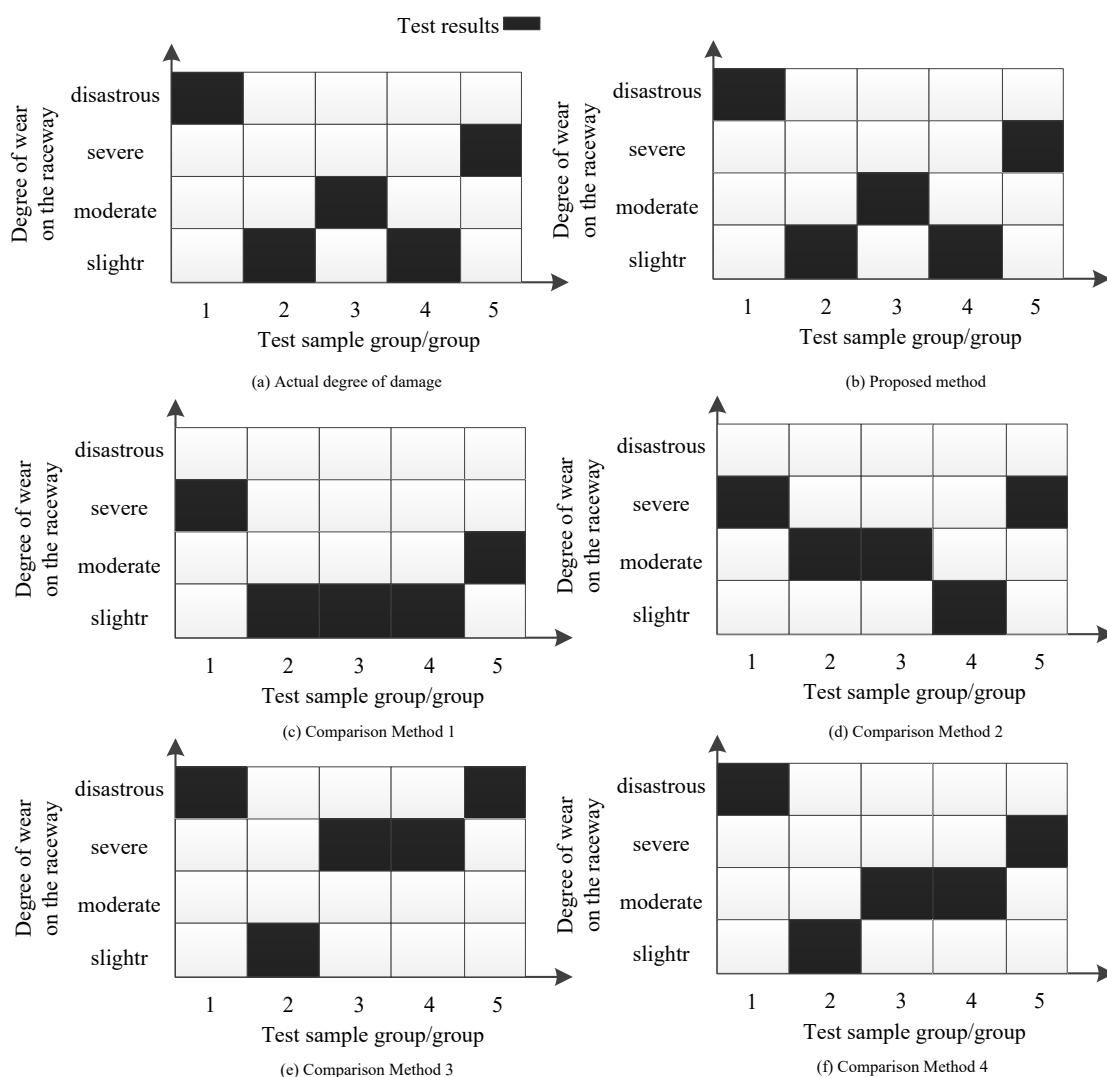 Test results
Degree of wear
on the raceway
disastrous
severe
moderate
slightr
1 2 3 4 5
Test sample group/group
(a) Actual degree of damage
Degree of wear
on the raceway
disastrous
severe
moderate
slightr
1 2 3 4 5
Test sample group/group
(b) Proposed method
Degree of wear
on the raceway
disastrous
severe
moderate
slightr
1 2 3 4 5
Test sample group/group
(c) Comparison Method 1
Degree of wear
on the raceway
disastrous
severe
moderate
slightr
1 2 3 4 5
Test sample group/group
(d) Comparison Method 2
Degree of wear
on the raceway
disastrous
severe
moderate
slightr
1 2 3 4 5
Test sample group/group
(e) Comparison Method 3
Degree of wear
on the raceway
disastrous
severe
moderate
slightr
1 2 3 4 5
Test sample group/group
(f) Comparison Method 4